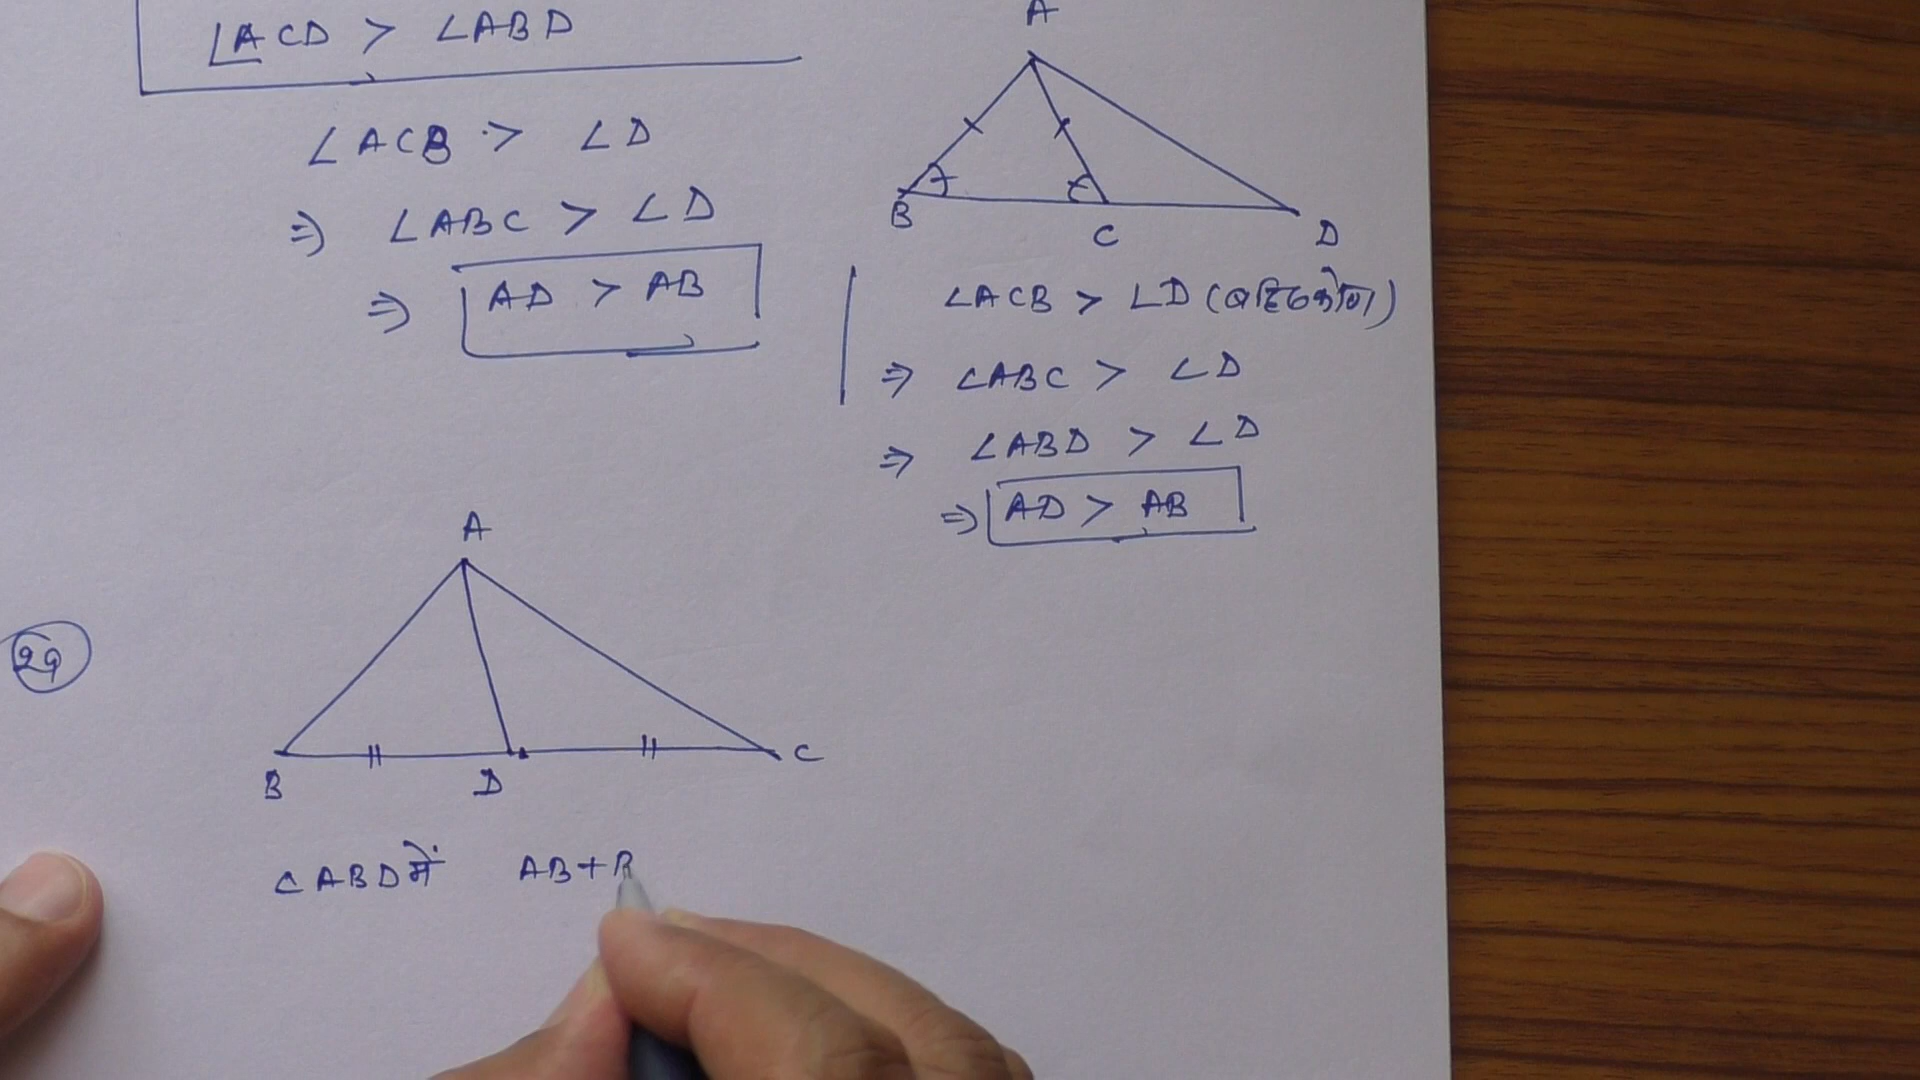 ∠ACD > ∠ABD
∠ACB > ∠D
⇒ ∠ABC > ∠D
⇒ AD > AB
A
B
C
D
∠ACB > ∠D (बहिष्कोण)
⇒ ∠ABC > ∠D
⇒ ∠ABD > ∠D
⇒ AD > AB
29
A
B
D
C
△ABD में AB+B